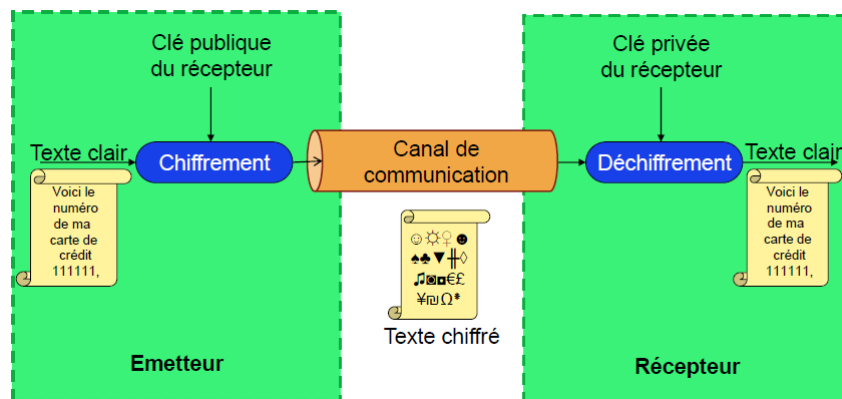 Clé publique
du récepteur
Clé privée
du récepteur
Texte clair
Chiffrement
Canal de
communication
Déchiffrement
Texte clair
Voici le
numéro
de ma
carte de
crédit
111111,
☺☼♀☻
♠♣▼╫◊
♫◙◘€£
¥₪Ω*
Texte chiffré
Voici le
numéro
de ma
carte de
crédit
111111,
Emetteur
Récepteur